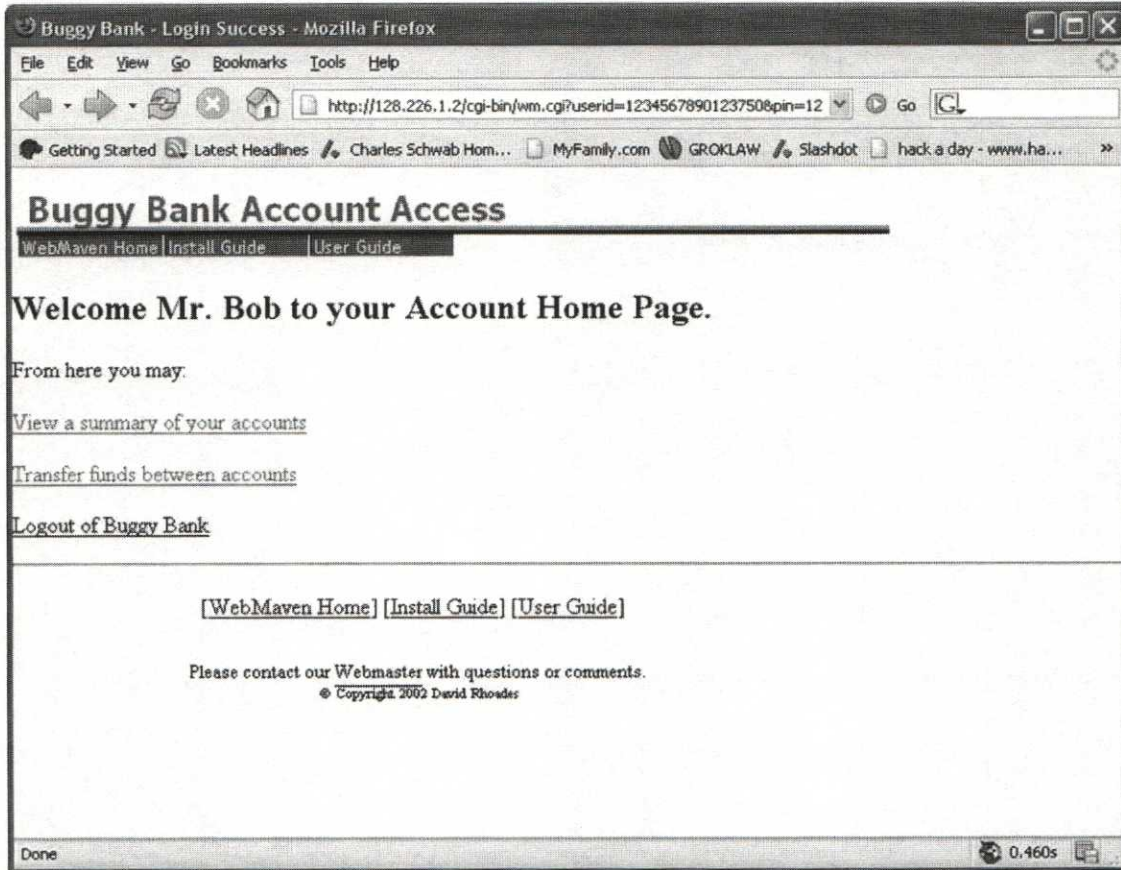 Buggy Bank - Login Success - Mozilla Firefox
File Edit View Go Bookmarks Tools Help
http://128.226.1.2/cgi-bin/wm.cgi?userid=1234567890123750&pin=12 Go G
Getting Started Latest Headlines Charles Schwab Hom... MyFamily.com GROKLAW Slashdot hack a day - www.ha... »
Buggy Bank Account Access
WebMaven Home Install Guide User Guide
Welcome Mr. Bob to your Account Home Page.
From here you may:
View a summary of your accounts
Transfer funds between accounts
Logout of Buggy Bank
[WebMaven Home] [Install Guide] [User Guide]
Please contact our Webmaster with questions or comments.
© Copyright 2002 David Rhoades
Done 0.460s